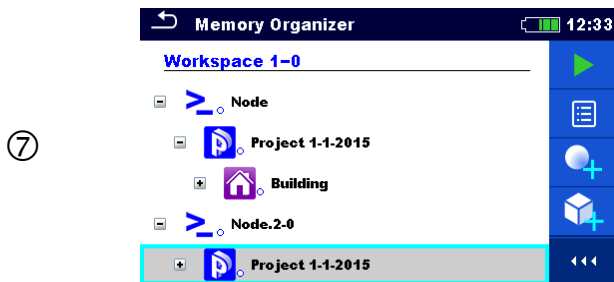 Memory Organizer 12:33
Workspace 1-0
Node
⑦
Project 1-1-2015
Building
Node.2-0
Project 1-1-2015